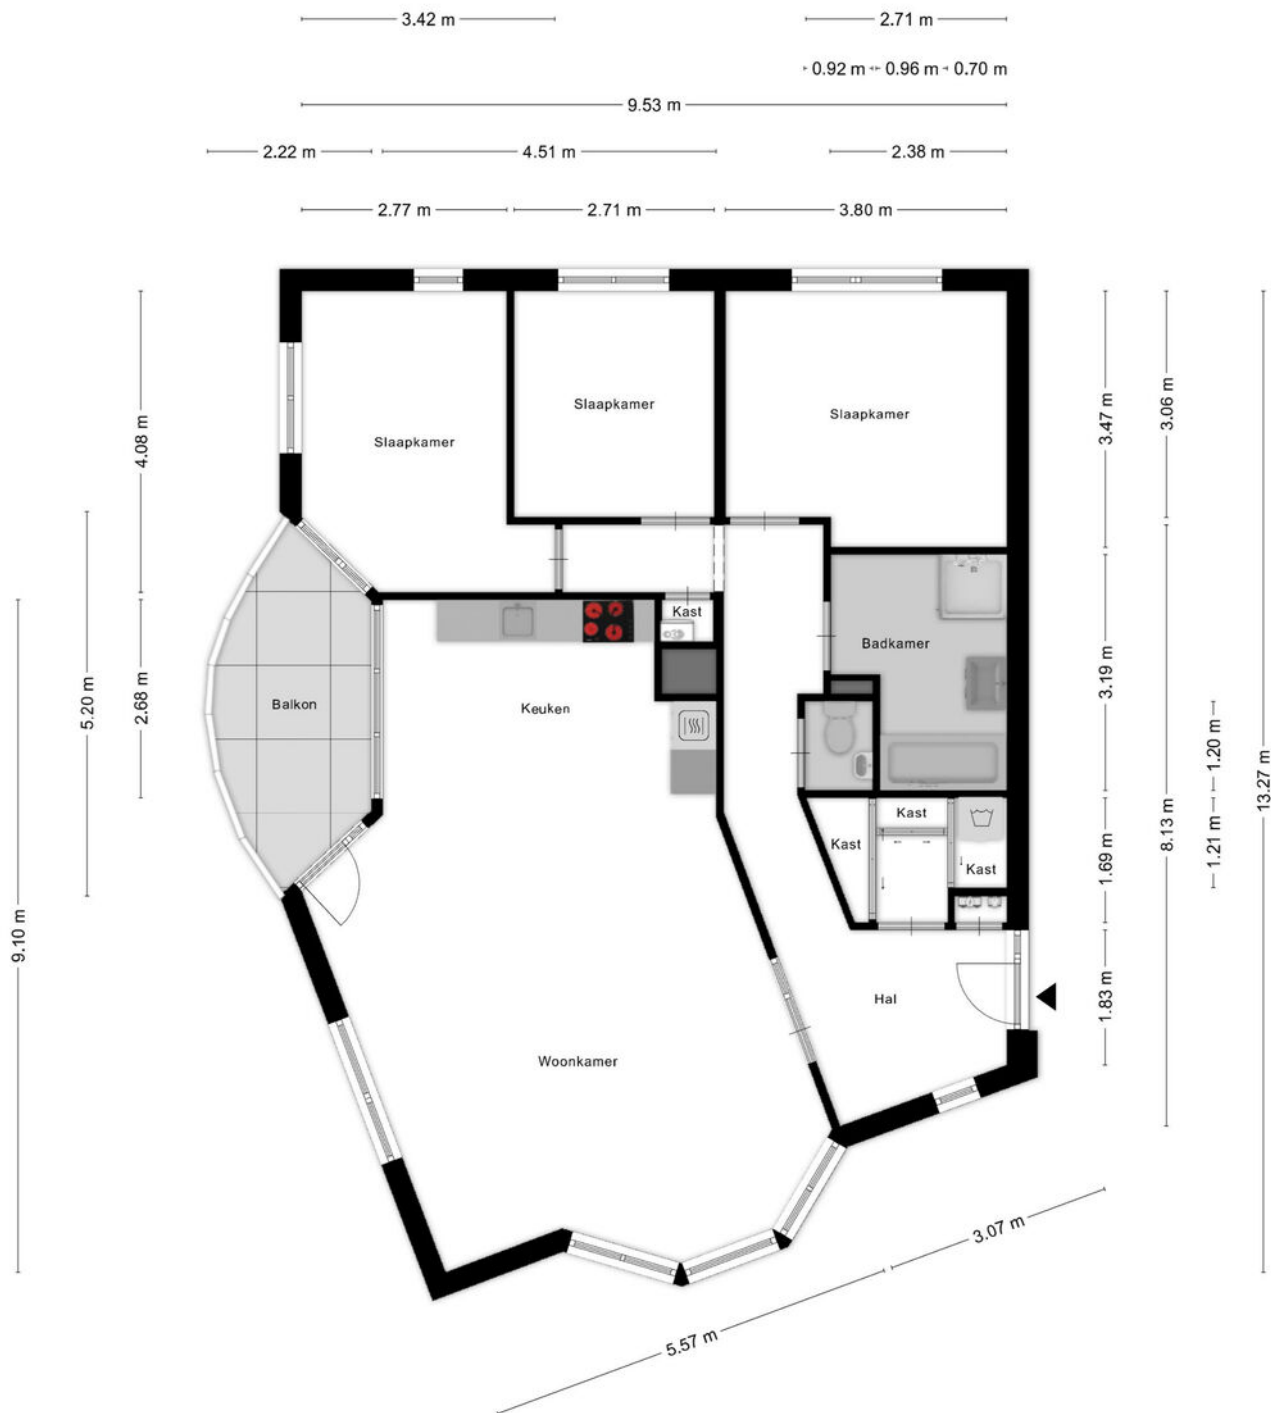 3.42 m
2.71 m
0.92 m
0.96 m
0.70 m
9.53 m
2.22 m
4.51 m
2.38 m
2.77 m
2.71 m
3.80 m
4.08 m
3.47 m
3.06 m
Slaapkamer
Slaapkamer
Slaapkamer
Kast
Badkamer
5.20 m
2.68 m
Balkon
Keuken
3.19 m
1.20 m
13.27 m
8.13 m
Kast
Kast
Kast
1.69 m
1.21 m
9.10 m
Hal
1.83 m
Woonkamer
3.07 m
5.57 m